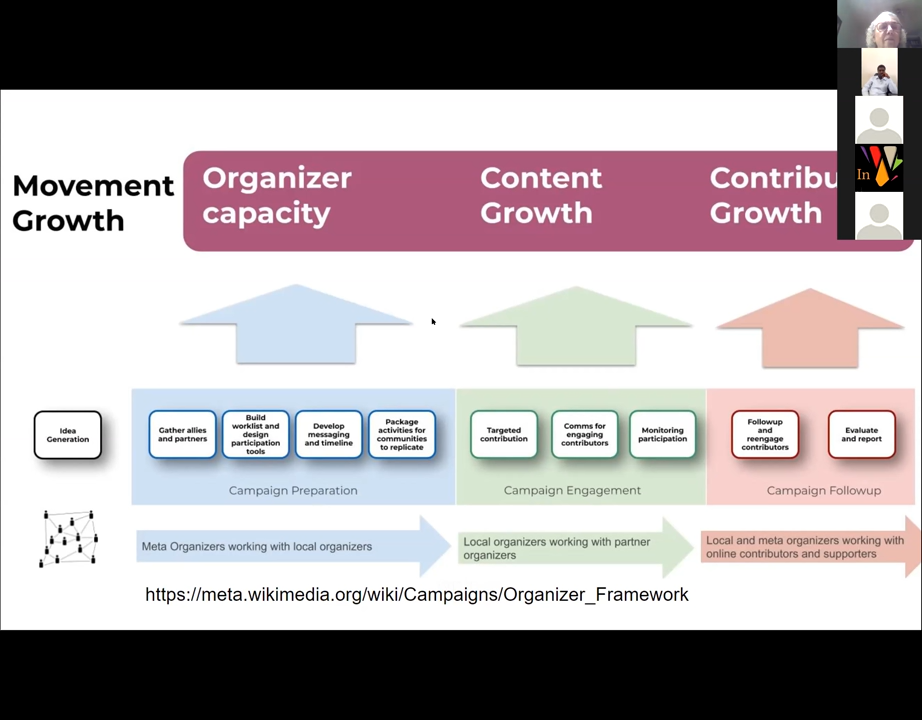 Movement
Growth
Organizer
capacity
Content
Growth
Contribu
Growth
In
Idea
Generation
Gather allies
and partners
Build
worklist and
design
participation
tools
Develop
messaging
and timeline
Package
activities for
communities
to replicate
Targeted
contribution
Comms for
engaging
contributors
Monitoring
participation
Followup
and
reengage
contributors
Evaluate
and report
Campaign Preparation
Campaign Engagement
Campaign Followup
Meta Organizers working with local organizers
Local organizers working with partner
organizers
Local and meta organizers working with
online contributors and supporters
https://meta.wikimedia.org/wiki/Campaigns/Organizer_Framework